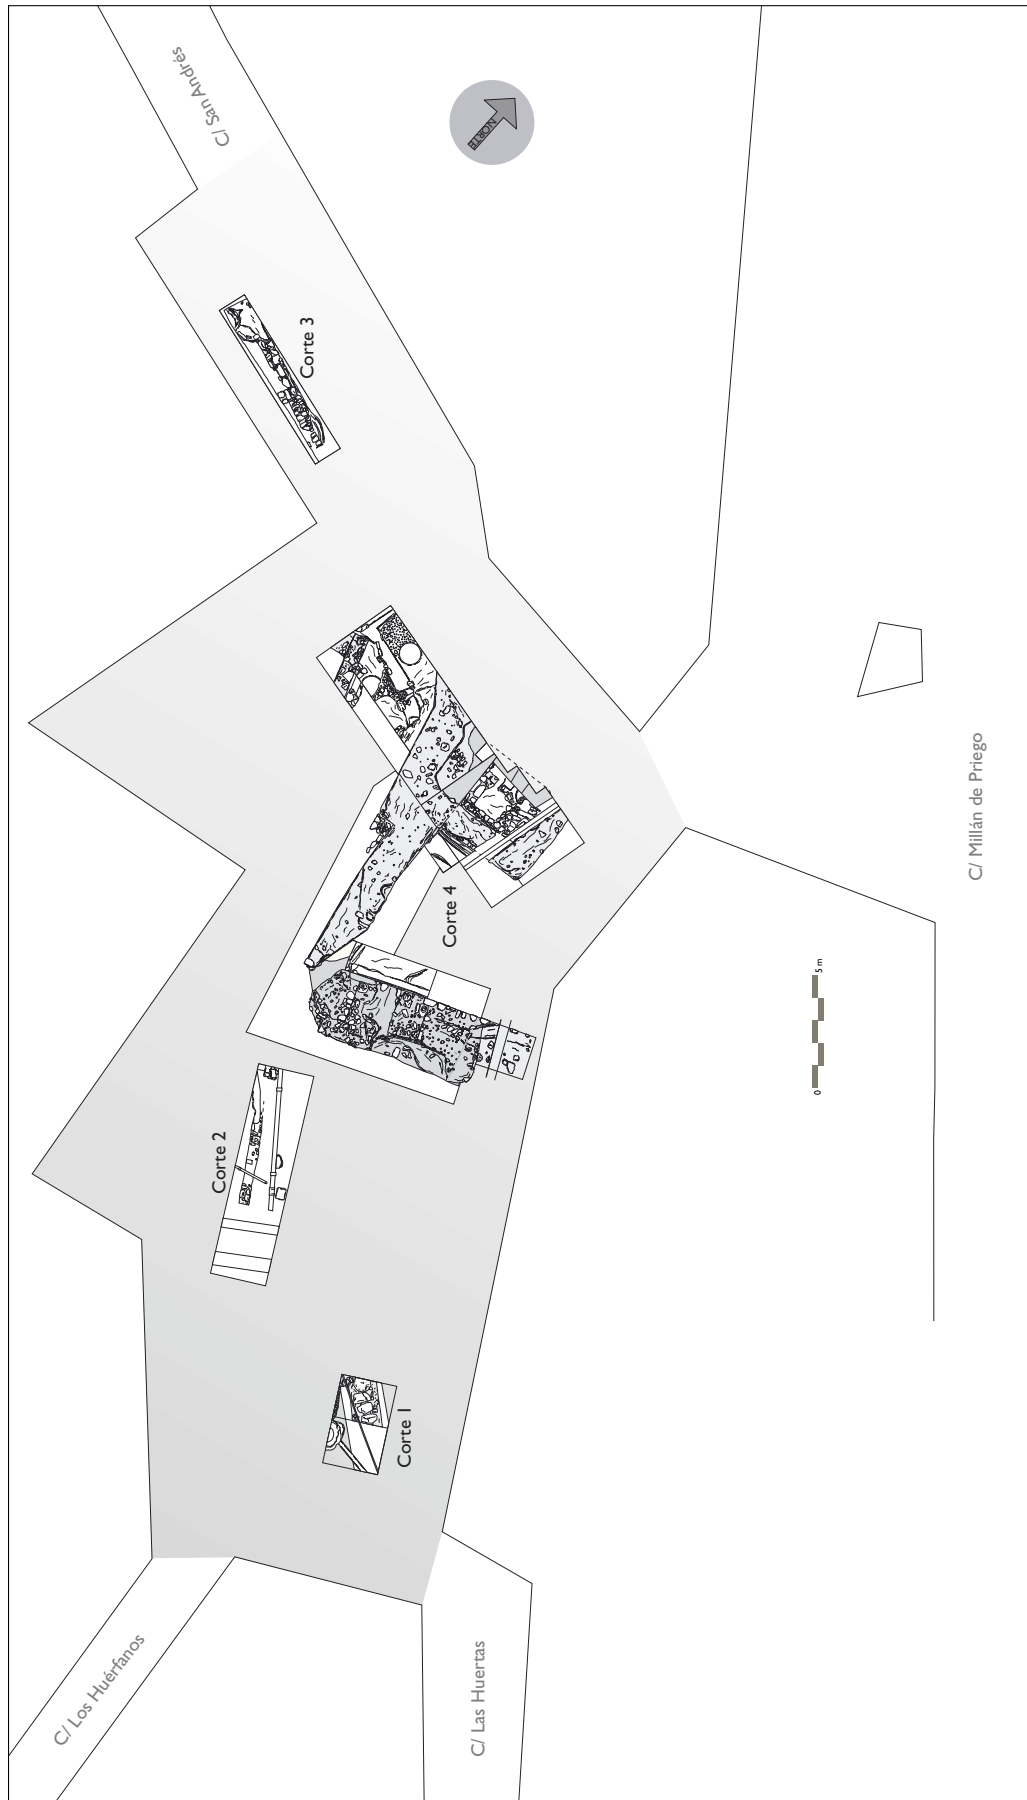 C/ San Andrés
NORTE
Corte 3
C/ Millán de Priego
Corte 4
0 5 m
Corte 2
Corte 1
C/ Los Huérfanos
C/ Las Huertas